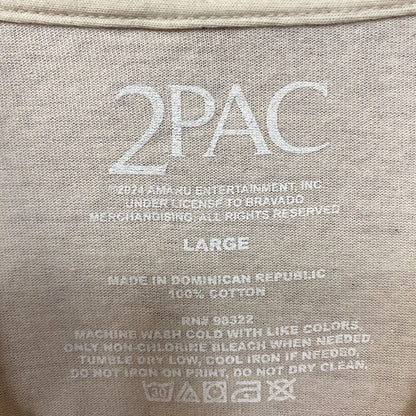 2PAC
©2024 AMARU ENTERTAINMENT, INC.
UNDER LICENSE TO BRAVADO
MERCHANDISING. ALL RIGHTS RESERVED
LARGE
MADE IN DOMINICAN REPUBLIC
100% COTTON
RN# 98322
MACHINE WASH COLD WITH LIKE COLORS,
ONLY NON-CHLORINE BLEACH WHEN NEEDED,
TUMBLE DRY LOW, COOL IRON IF NEEDED,
DO NOT IRON ON PRINT, DO NOT DRY CLEAN.
30